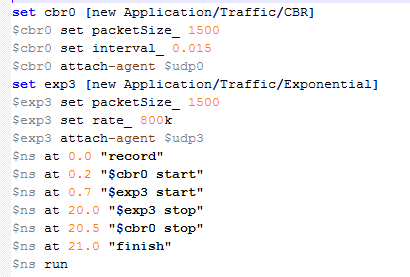 set cbr0 [new Application/Traffic/CBR]
$cbr0 set packetSize_ 1500
$cbr0 set interval_ 0.015
$cbr0 attach-agent $udp0
set exp3 [new Application/Traffic/Exponential]
$exp3 set packetSize_ 1500
$exp3 set rate_ 800k
$exp3 attach-agent $udp3
$ns at 0.0 "record"
$ns at 0.2 "$cbr0 start"
$ns at 0.7 "$exp3 start"
$ns at 20.0 "$exp3 stop"
$ns at 20.5 "$cbr0 stop"
$ns at 21.0 "finish"
$ns run